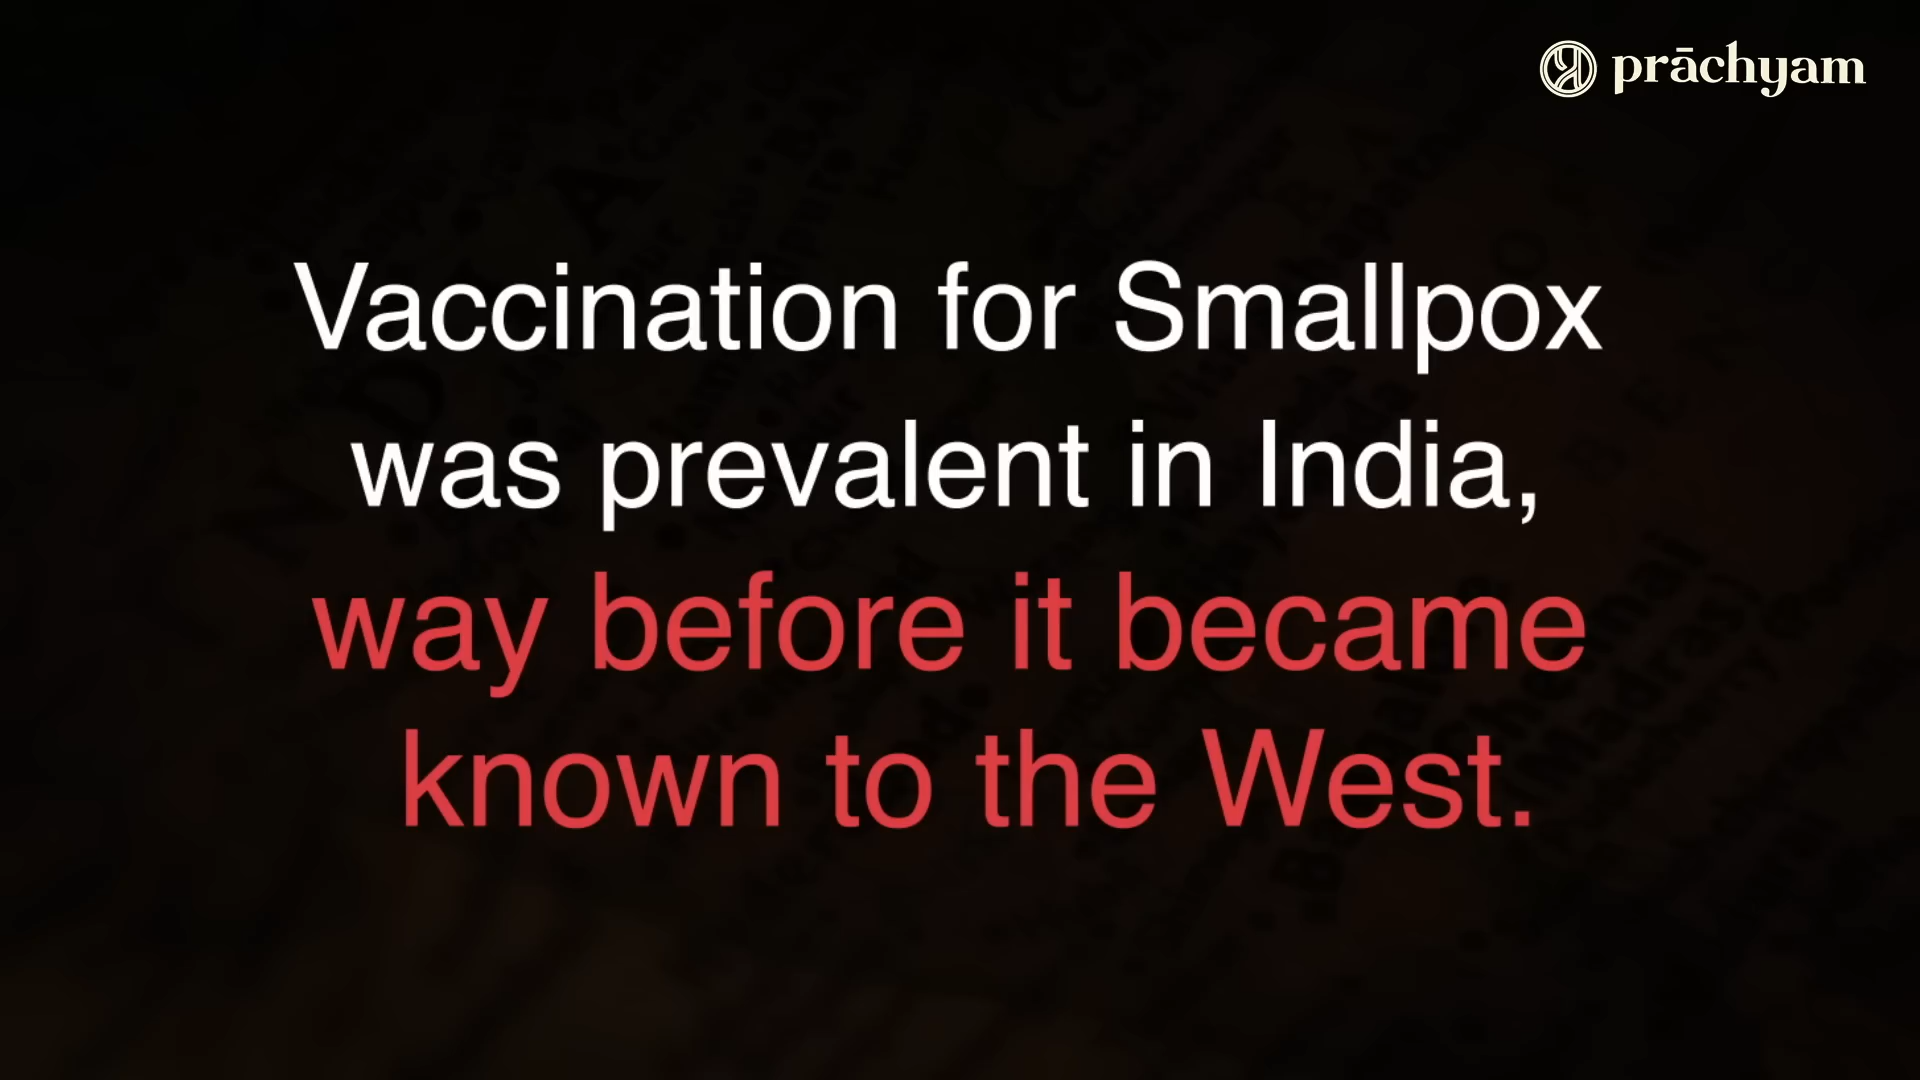 prāchyam
Vaccination for Smallpox
was prevalent in India,
way before it became
known to the West.